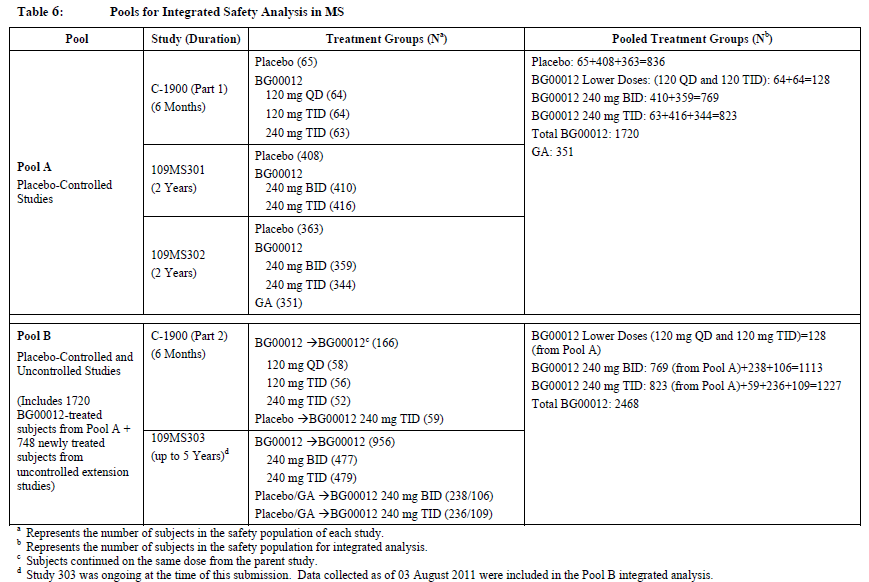 Table 6: Pools for Integrated Safety Analysis in MS
Pool Study (Duration) Treatment Groups (Nᵃ) Pooled Treatment Groups (Nᵇ)
Pool A
Placebo-Controlled
Studies
C-1900 (Part 1)
(6 Months)
Placebo (65)
BG00012
120 mg QD (64)
120 mg TID (64)
240 mg TID (63)
109MS301
(2 Years)
Placebo (408)
BG00012
240 mg BID (410)
240 mg TID (416)
109MS302
(2 Years)
Placebo (363)
BG00012
240 mg BID (359)
240 mg TID (344)
GA (351)
Placebo: 65+408+363=836
BG00012 Lower Doses: (120 QD and 120 TID): 64+64=128
BG00012 240 mg BID: 410+359=769
BG00012 240 mg TID: 63+416+344=823
Total BG00012: 1720
GA: 351
Pool B
Placebo-Controlled and
Uncontrolled Studies
(Includes 1720
BG00012-treated
subjects from Pool A +
748 newly treated
subjects from
uncontrolled extension
studies)
C-1900 (Part 2)
(6 Months)
BG00012 →BG00012ᶜ (166)
120 mg QD (58)
120 mg TID (56)
240 mg TID (52)
Placebo →BG00012 240 mg TID (59)
109MS303
(up to 5 Years)ᵈ
BG00012 →BG00012 (956)
240 mg BID (477)
240 mg TID (479)
Placebo/GA →BG00012 240 mg BID (238/106)
Placebo/GA →BG00012 240 mg TID (236/109)
BG00012 Lower Doses (120 mg QD and 120 mg TID)=128
(from Pool A)
BG00012 240 mg BID: 769 (from Pool A)+238+106=1113
BG00012 240 mg TID: 823 (from Pool A)+59+236+109=1227
Total BG00012: 2468
ᵃ Represents the number of subjects in the safety population of each study.
ᵇ Represents the number of subjects in the safety population for integrated analysis.
ᶜ Subjects continued on the same dose from the parent study.
ᵈ Study 303 was ongoing at the time of this submission. Data collected as of 03 August 2011 were included in the Pool B integrated analysis.